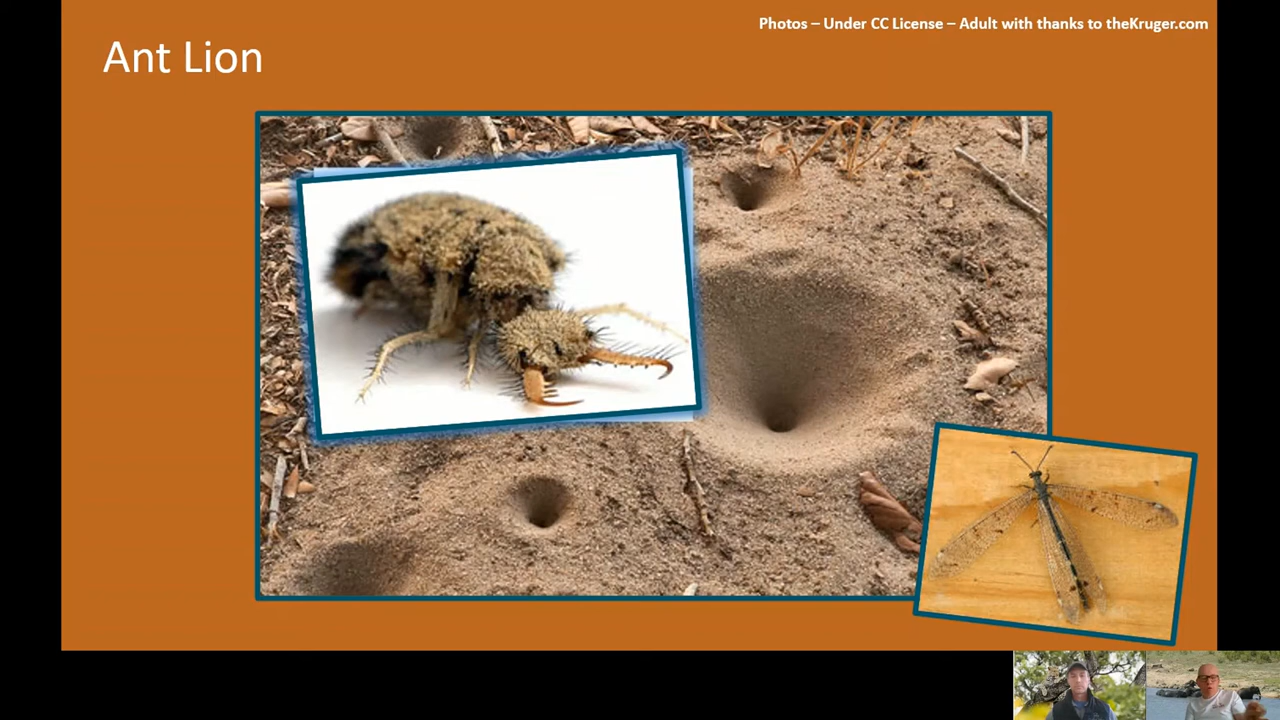 Photos – Under CC License – Adult with thanks to theKruger.com
Ant Lion